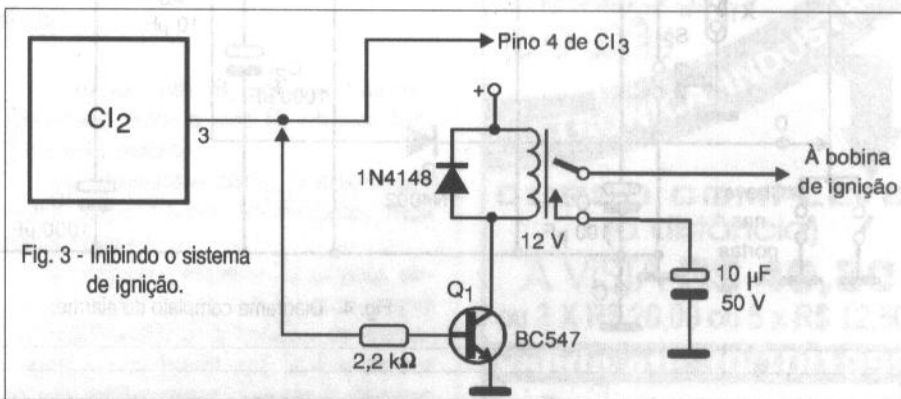 CI2
3
Pino 4 de CI3
+
1N4148
12 V
À bobina
de ignição
Fig. 3 - Inibindo o sistema
de ignição.
Q1
BC547
2,2 kΩ
10 µF
50 V